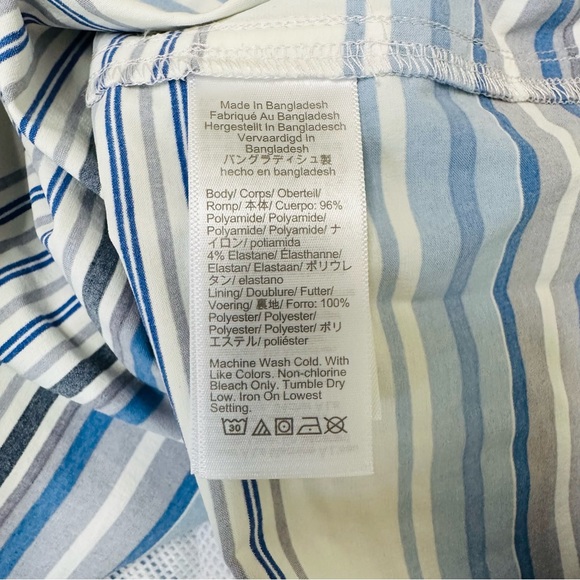 Made In Bangladesh
Fabriqué Au Bangladesh
Hergestellt In Bangladesch
Vervaardigd In
Bangladesh
バングラディシュ製
hecho en bangladesh
Body/ Corps/ Oberteil/
Romp/ 本体/ Cuerpo: 96%
Polyamide/ Polyamide/
Polyamide/ Polyamide/ ナ
イロン/ poliamida
4% Elastane/ Élasthanne/
Elastan/ Elastaan/ ポリウレ
タン/ elastano
Lining/ Doublure/ Futter/
Voering/ 裏地/ Forro: 100%
Polyester/ Polyester/
Polyester/ Polyester/ ポリ
エステル/ poliéster
Machine Wash Cold. With
Like Colors. Non-chlorine
Bleach Only. Tumble Dry
Low. Iron On Lowest
Setting.
30